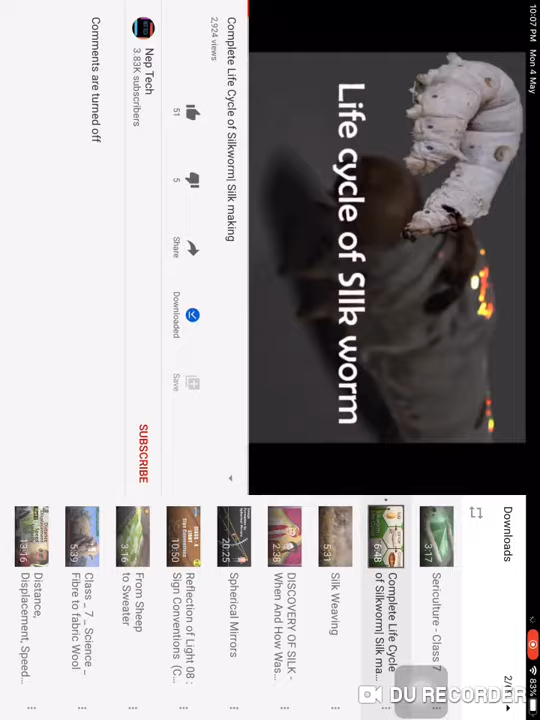 10:07 PM Mon 4 May
83%
Life cycle of SIlk worm
Complete Life Cycle of Silkworm| Silk making
2,924 views
51
5
Share
Downloaded
Save
Nep Tech
3.83K subscribers
SUBSCRIBE
Comments are turned off
Downloads
Sericulture - Class 7
3:17
Complete Life Cycle
of Silkworm| Silk ma...
6:48
Silk Weaving
5:31
DISCOVERY OF SILK -
When And How Was...
2:38
Spherical Mirrors
20:25
Reflection of Light 08 :
Sign Conventions (C...
10:50
From Sheep
to Sweater
3:16
Class _ 7 _ Science _
Fibre to fabric Wool
5:39
Distance,
Displacement, Speed...
13:16
DU RECORDER